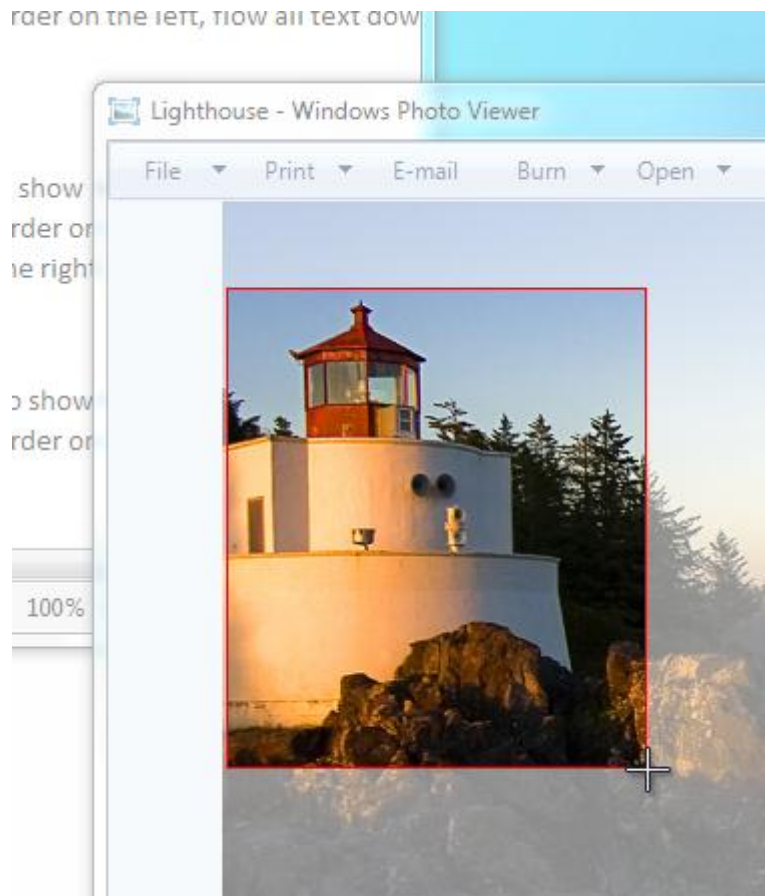 rder on the left, flow all text dow
Lighthouse - Windows Photo Viewer
File Print E-mail Burn Open
show
rder or
e right
show
rder or
100%